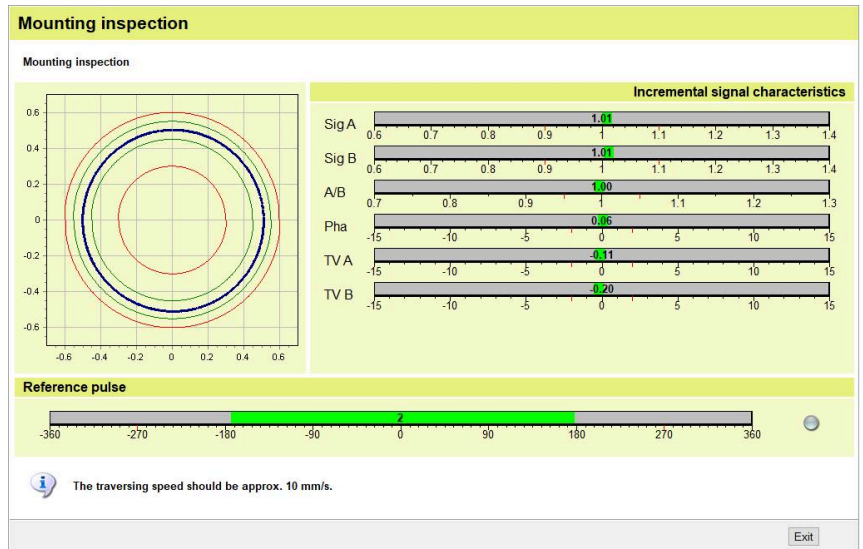 Mounting inspection
Mounting inspection
Incremental signal characteristics
0.6
0.4
0.2
0
-0.2
-0.4
-0.6
-0.6 -0.4 -0.2 0 0.2 0.4 0.6
Sig A 1.01
0.6 0.7 0.8 0.9 1 1.1 1.2 1.3 1.4
Sig B 1.01
0.6 0.7 0.8 0.9 1 1.1 1.2 1.3 1.4
A/B 1.00
0.7 0.8 0.9 1 1.1 1.2 1.3
Pha 0.06
-15 -10 -5 0 5 10 15
TV A -0.11
-15 -10 -5 0 5 10 15
TV B -0.20
-15 -10 -5 0 5 10 15
Reference pulse
2
-360 -270 -180 -90 0 90 180 270 360
The traversing speed should be approx. 10 mm/s.
Exit